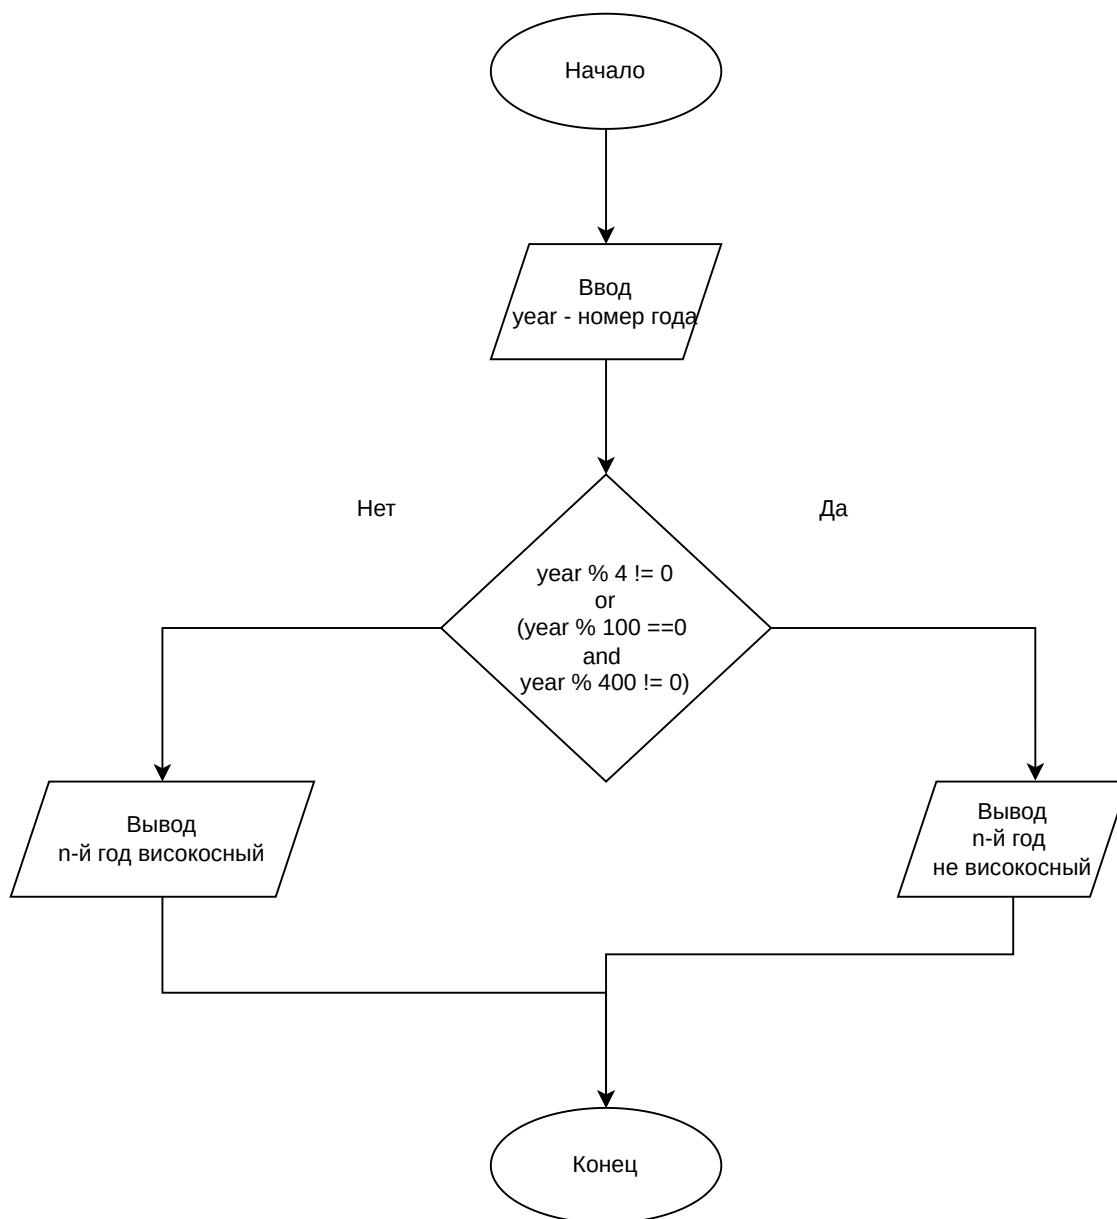 Начало
Ввод
year - номер года
Нет
Да
year % 4 != 0
or
(year % 100 ==0
and
year % 400 != 0)
Вывод
n-й год високосный
Вывод
n-й год
не високосный
Конец